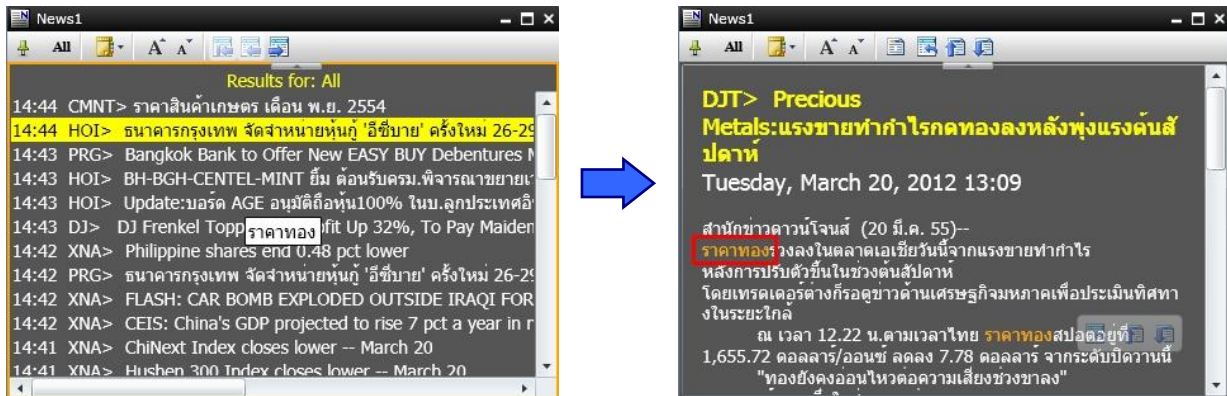 News1
All
A A
Results for: All
14:44 CMNT> ราคาสินค้าเกษตร เดือน พ.ย. 2554
14:44 HOI> ธนาคารกรุงเทพ จัดจำหน่ายหุ้นกู้ 'อีซี่บาย' ครั้งใหม่ 26-29
14:43 PRG> Bangkok Bank to Offer New EASY BUY Debentures
14:43 HOI> BH-BGH-CENTEL-MINT ยิ้ม ต้อนรับครม.พิจารณาขยาย
14:43 HOI> Update:บอร์ด AGE อนุมัติถือหุ้น100% ในบ.ลูกประเทศ
14:43 DJ> DJ Frenkel Topp ราคาทอง fit Up 32%, To Pay Maiden
14:42 XNA> Philippine shares end 0.48 pct lower
14:42 PRG> ธนาคารกรุงเทพ จัดจำหน่ายหุ้นกู้ 'อีซี่บาย' ครั้งใหม่ 26-29
14:42 XNA> FLASH: CAR BOMB EXPLODED OUTSIDE IRAQI FOR
14:42 XNA> CEIS: China's GDP projected to rise 7 pct a year in
14:41 XNA> ChiNext Index closes lower -- March 20
14:41 XNA> Hushen 300 Index closes lower -- March 20
News1
All
A A
DJT> Precious
Metals:แรงขายทำกำไรกดทองลงหลังพุ่งแรงต้นสั
ปดาห์
Tuesday, March 20, 2012 13:09
สำนักข่าวดาวน์โจนส์ (20 มี.ค. 55)--
ราคาทองร่วงลงในตลาดเอเชียวันนี้จากแรงขายทำกำไร
หลังการปรับตัวขึ้นในช่วงต้นสัปดาห์
โดยเทรดเดอร์ต่างก็รอดูข่าวด้านเศรษฐกิจมหภาคเพื่อประเมินทิศทา
งในระยะใกล้
ณ เวลา 12.22 น.ตามเวลาไทย ราคาทองสปอตอยู่ที่
1,655.72 ดอลลาร์/ออนซ์ ลดลง 7.78 ดอลลาร์ จากระดับปิดวานนี้
"ทองยังคงอ่อนไหวต่อความเสี่ยงช่วงขาลง"